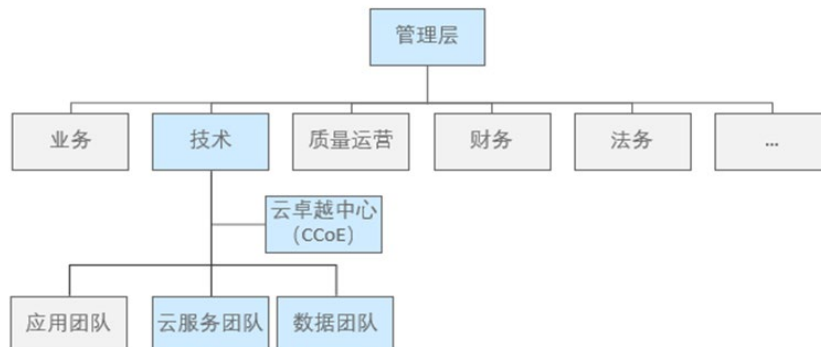 管理层
业务
技术
质量运营
财务
法务
...
云卓越中心
（CCoE）
应用团队
云服务团队
数据团队